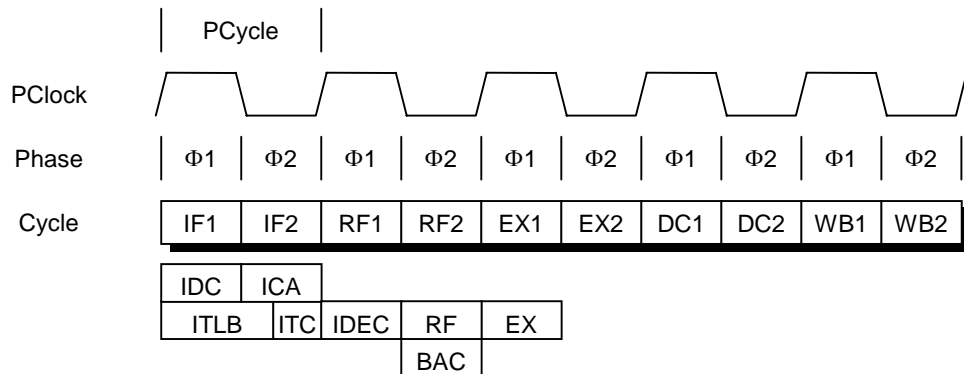 PCycle
PClock
Phase Φ1 Φ2 Φ1 Φ2 Φ1 Φ2 Φ1 Φ2 Φ1 Φ2
Cycle IF1 IF2 RF1 RF2 EX1 EX2 DC1 DC2 WB1 WB2
IDC ICA
ITLB ITC IDEC RF EX
BAC